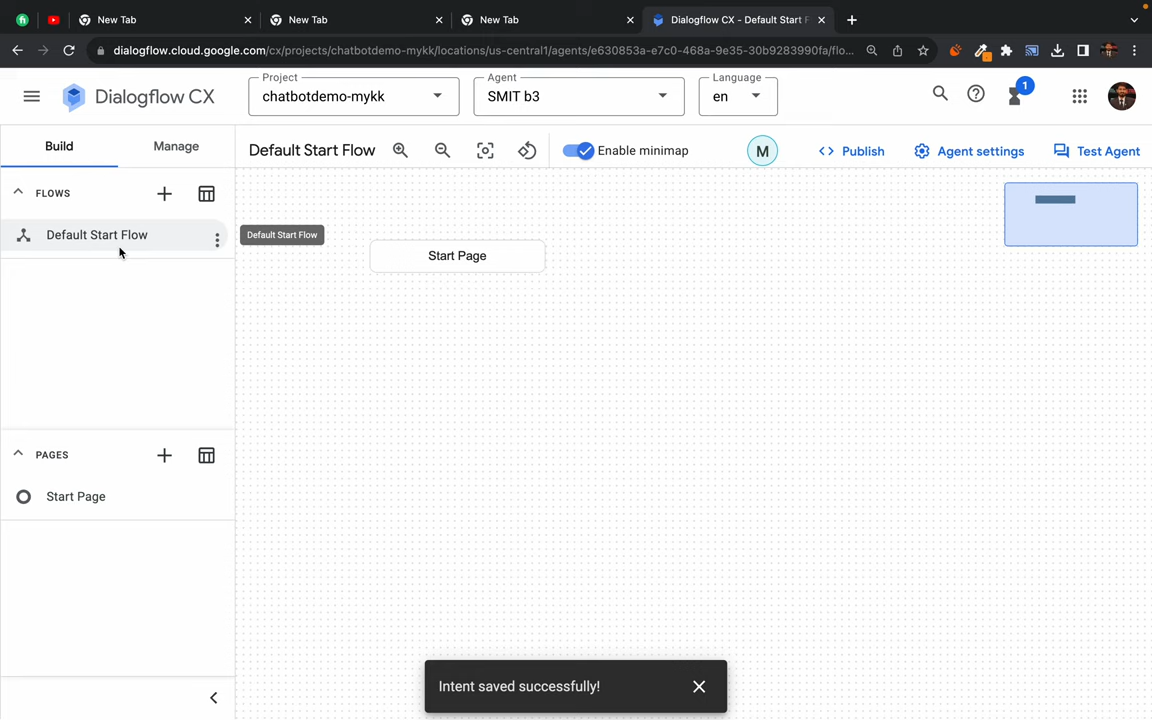 New Tab
New Tab
New Tab
Dialogflow CX - Default Start F
dialogflow.cloud.google.com/cx/projects/chatbotdemo-mykk/locations/us-central1/agents/e630853a-e7c0-468a-9e35-30b9283990fa/flo...
Dialogflow CX
Project
chatbotdemo-mykk
Agent
SMIT b3
Language
en
1
Build
Manage
Default Start Flow
Enable minimap
M
Publish
Agent settings
Test Agent
FLOWS
Default Start Flow
Default Start Flow
Start Page
PAGES
Start Page
Intent saved successfully!